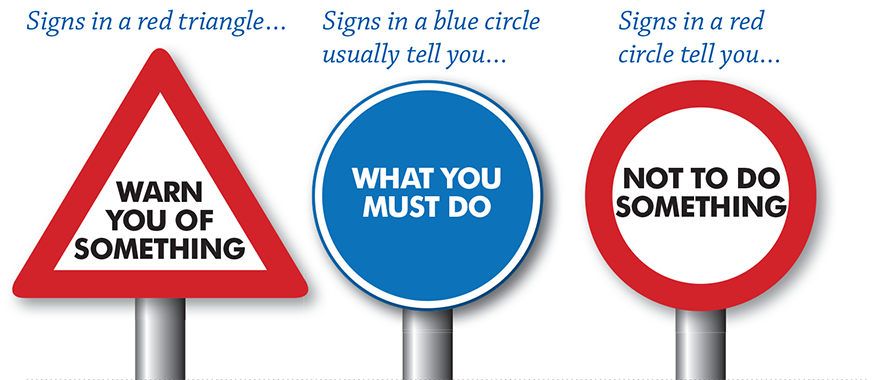 Signs in a red triangle...
WARN
YOU OF
SOMETHING
Signs in a blue circle
usually tell you...
WHAT YOU
MUST DO
Signs in a red
circle tell you...
NOT TO DO
SOMETHING